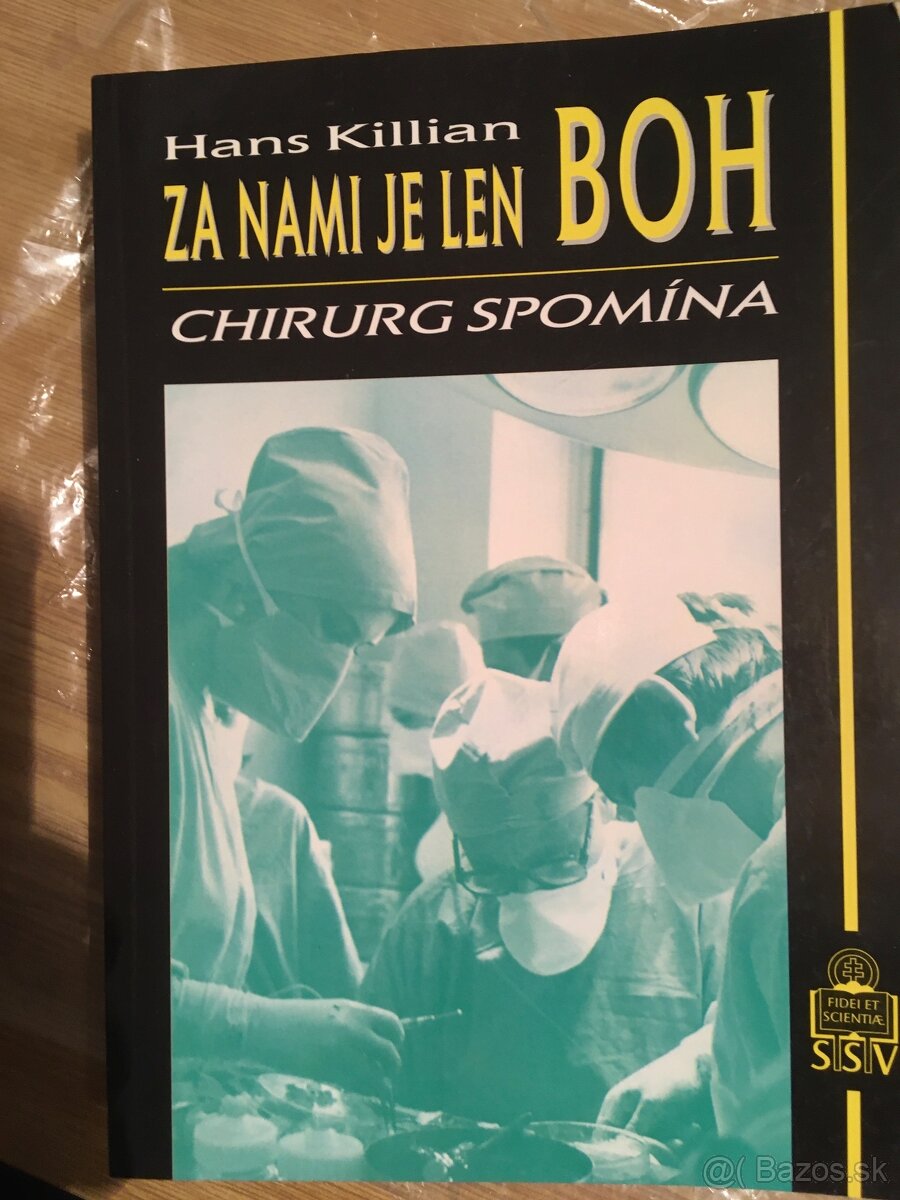 Hans Killian
ZA NAMI JE LEN BOH
CHIRURG SPOMÍNA
FIDEI ET
SCIENTIÆ
SSV
@( Bazos.sk